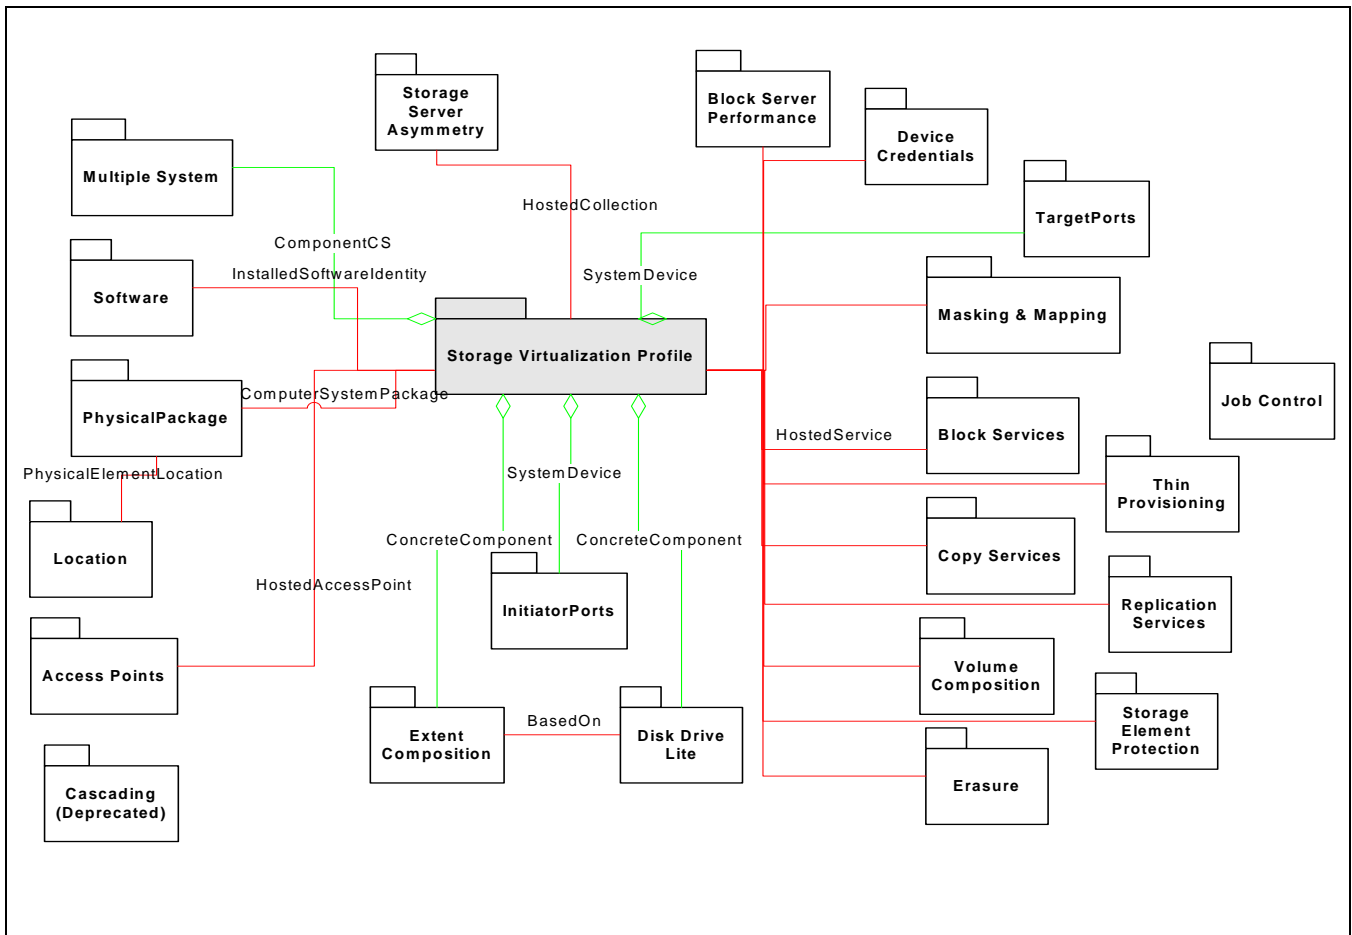 Storage
Server
Asymmetry
Block Server
Performance
Device
Credentials
Multiple System
TargetPorts
HostedCollection
ComponentCS
SystemDevice
InstalledSoftwareIdentity
Software
Masking & Mapping
Storage Virtualization Profile
ComputerSystemPackage
PhysicalPackage
Job Control
HostedService
Block Services
PhysicalElementLocation
SystemDevice
Thin
Provisioning
Location
ConcreteComponent
ConcreteComponent
Copy Services
HostedAccessPoint
InitiatorPorts
Replication
Services
Access Points
Volume
Composition
BasedOn
Extent
Composition
Disk Drive
Lite
Storage
Element
Protection
Cascading
(Deprecated)
Erasure